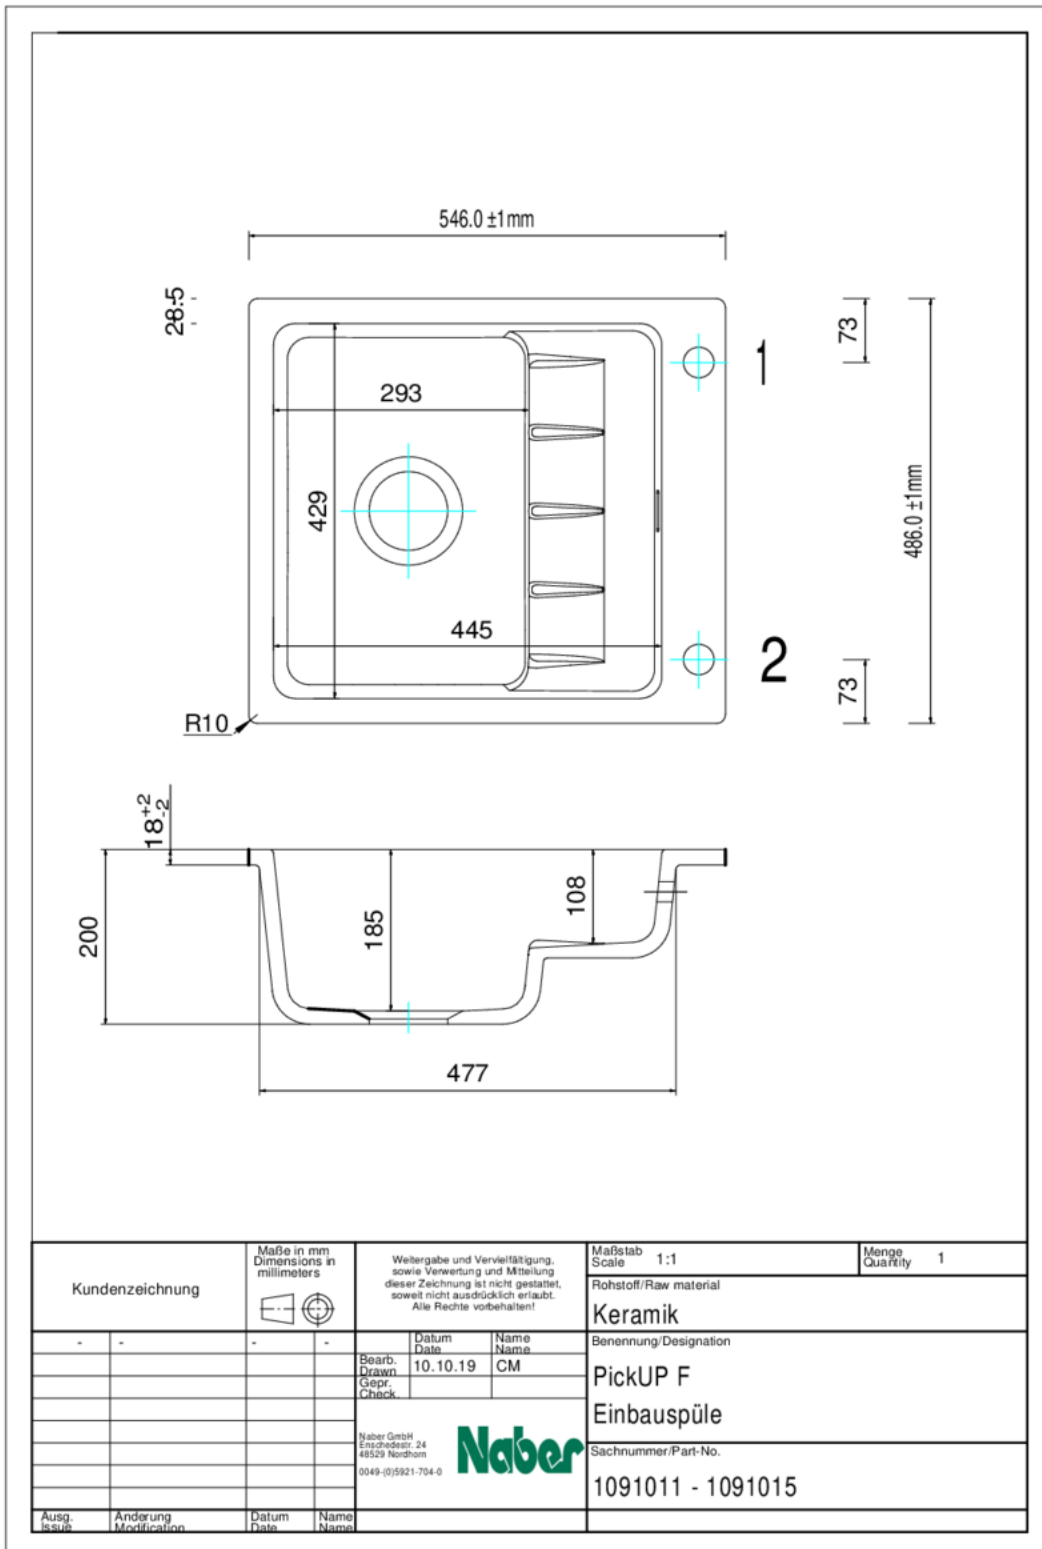 546.0 ±1mm
28.5
73
1
293
429
486.0 ±1mm
445
2
73
R10
18 +2 -2
200
185
108
477
Kundenzeichnung
Maße in mm
Dimensions in
millimeters
Weitergabe und Vervielfältigung,
sowie Verwertung und Mitteilung
dieser Zeichnung ist nicht gestattet,
soweit nicht ausdrücklich erlaubt.
Alle Rechte vorbehalten!
Maßstab
Scale 1:1
Menge
Quantity 1
Rohstoff/Raw material
Keramik
- - - -
Datum Name
Date Name
Bearb.
Drawn 10.10.19 CM
Gepr.
Check.
Benennung/Designation
PickUP F
Einbauspüle
Naber GmbH
Enschedestr. 24
48529 Nordhorn
0049-(0)5921-704-0
Naber
Sachnummer/Part-No.
1091011 - 1091015
Ausg. Änderung Datum Name
Issue Modification Date Name